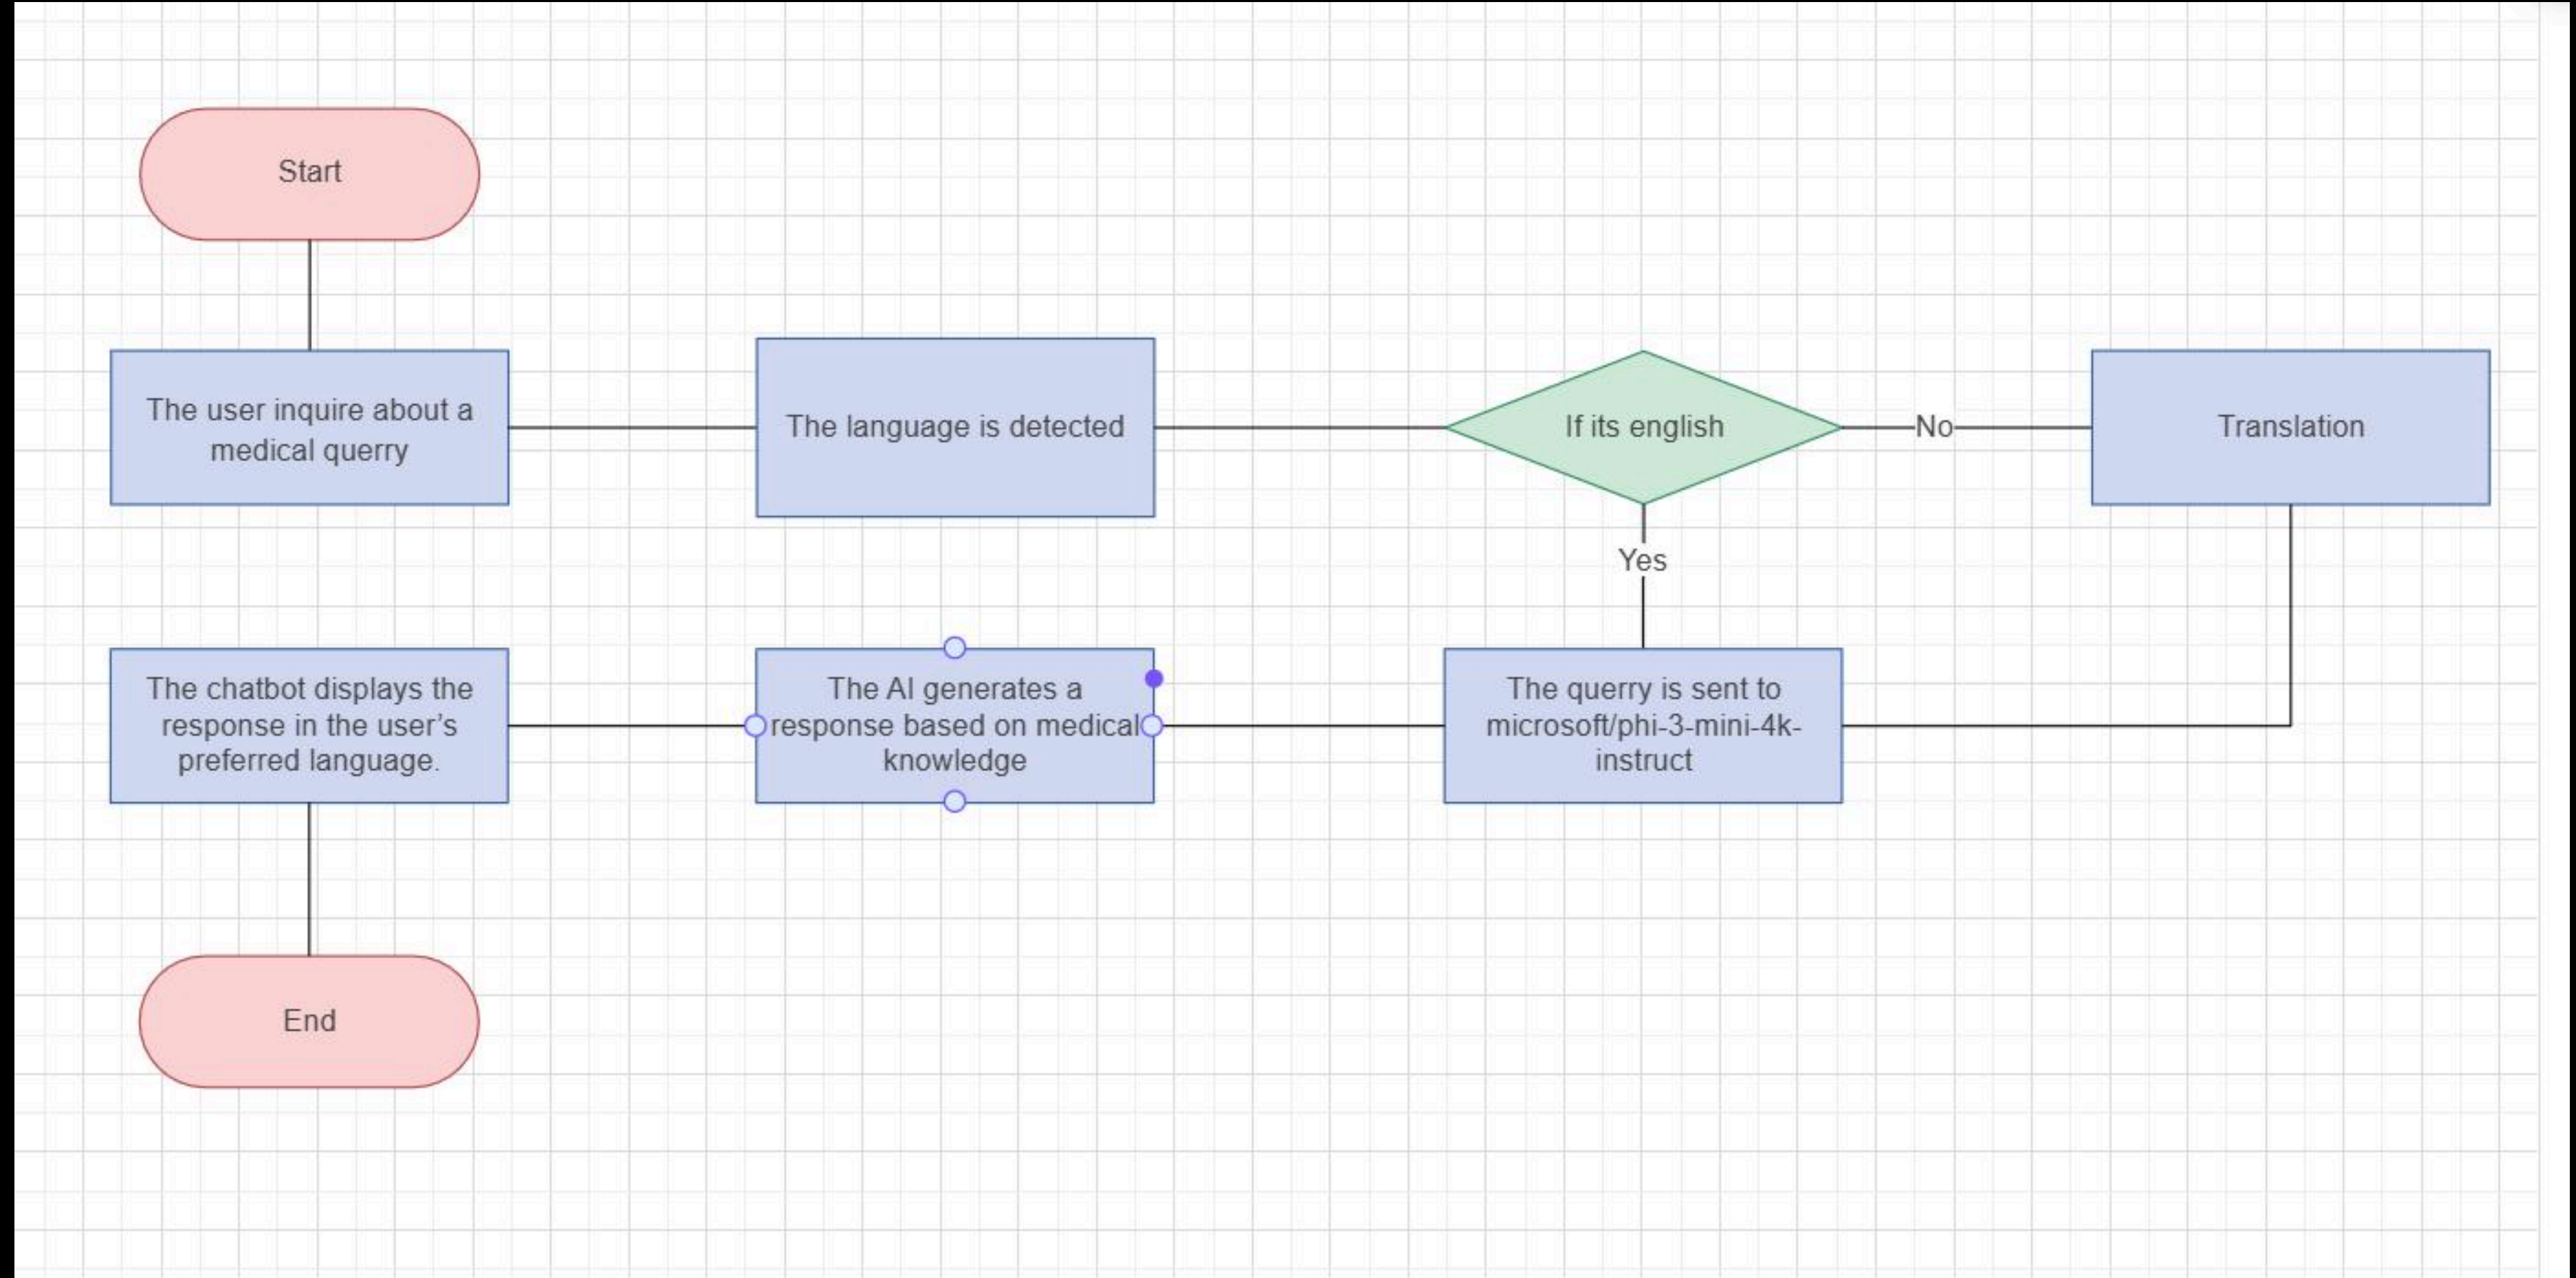 Start
The user inquire about a
medical querry
The language is detected
If its english
No
Translation
Yes
The querry is sent to
microsoft/phi-3-mini-4k-
instruct
The AI generates a
response based on medical
knowledge
The chatbot displays the
response in the user’s
preferred language.
End